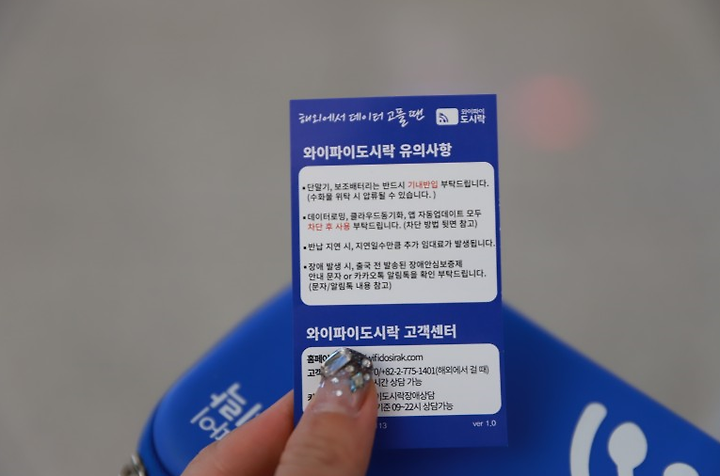 해외에서 데이터 고플 땐
와이파이
도시락
와이파이도시락 유의사항
• 단말기, 보조배터리는 반드시 기내반입 부탁드립니다.
(수화물 위탁 시 압류될 수 있습니다. )
• 데이터로밍, 클라우드동기화, 앱 자동업데이트 모두
차단 후 사용 부탁드립니다. (차단 방법 뒷면 참고)
• 반납 지연 시, 지연일수만큼 추가 임대료가 발생됩니다.
• 장애 발생 시, 출국 전 발송된 장애안심보증제
안내 문자 or 카카오톡 알림톡을 확인 부탁드립니다.
(문자/알림톡 내용 참고)
와이파이도시락 고객센터
wifidosirak.com
/+82-2-775-1401(해외에서 걸 때)
시간 상담 가능
이도시락장애상담
기준 09~22시 상담가능)
13
ver 1.0